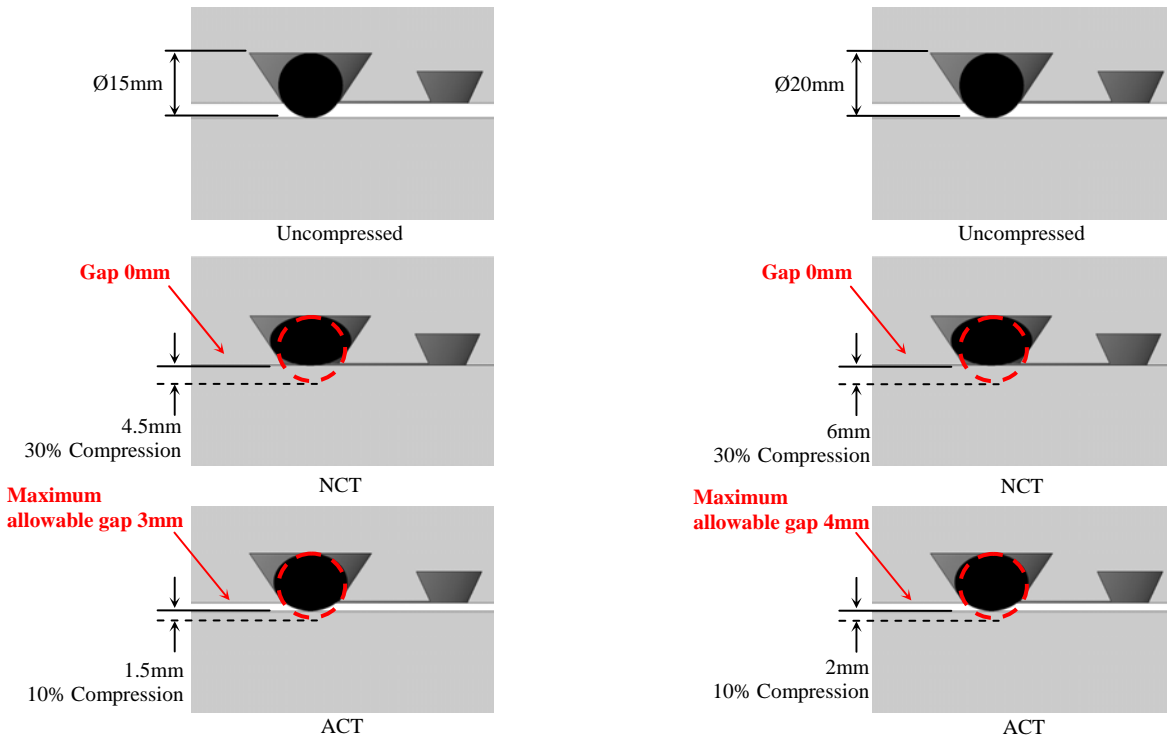 Ø15mm
Uncompressed
Gap 0mm
4.5mm
30% Compression
NCT
Maximum
allowable gap 3mm
1.5mm
10% Compression
ACT
Ø20mm
Uncompressed
Gap 0mm
6mm
30% Compression
NCT
Maximum
allowable gap 4mm
2mm
10% Compression
ACT